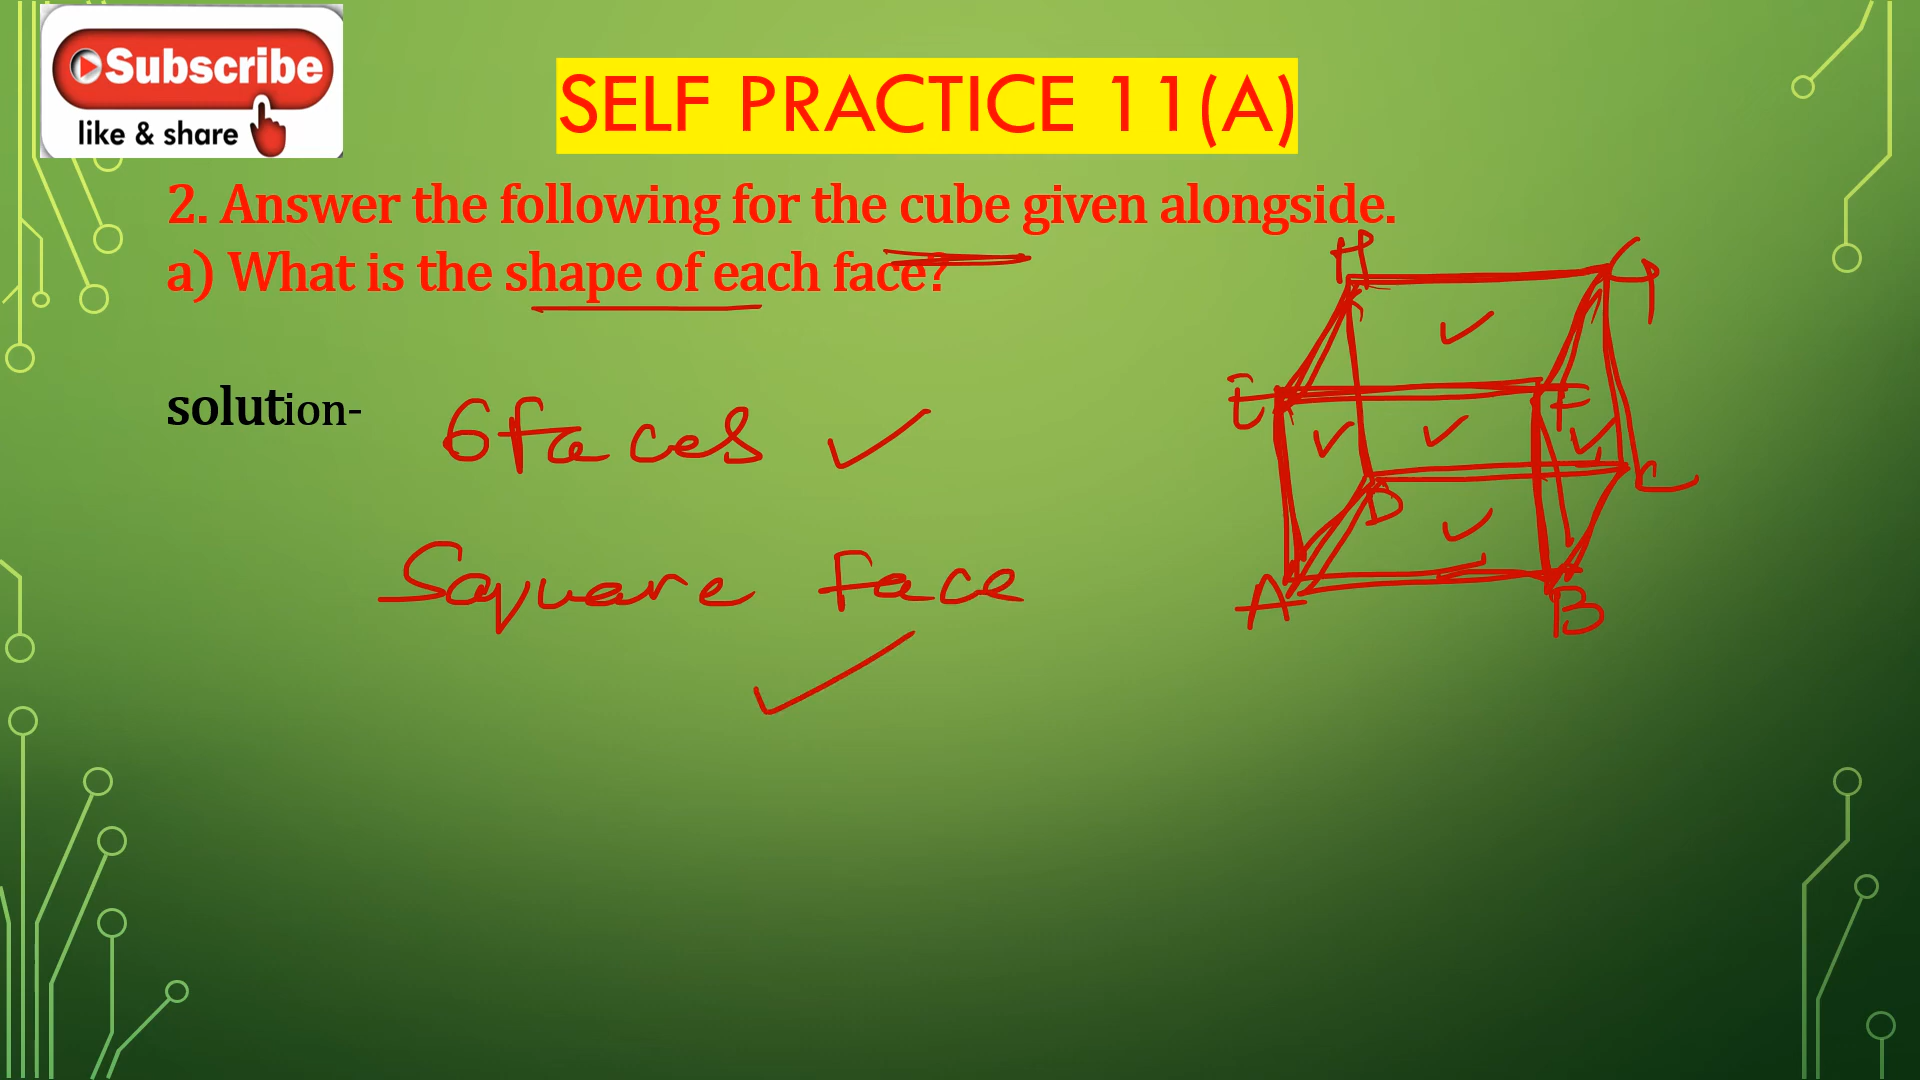 Subscribe
like & share
SELF PRACTICE 11(A)
2. Answer the following for the cube given alongside.
a) What is the shape of each face?
solution-
6 faces
Square face
H
G
E
F
D
C
A
B